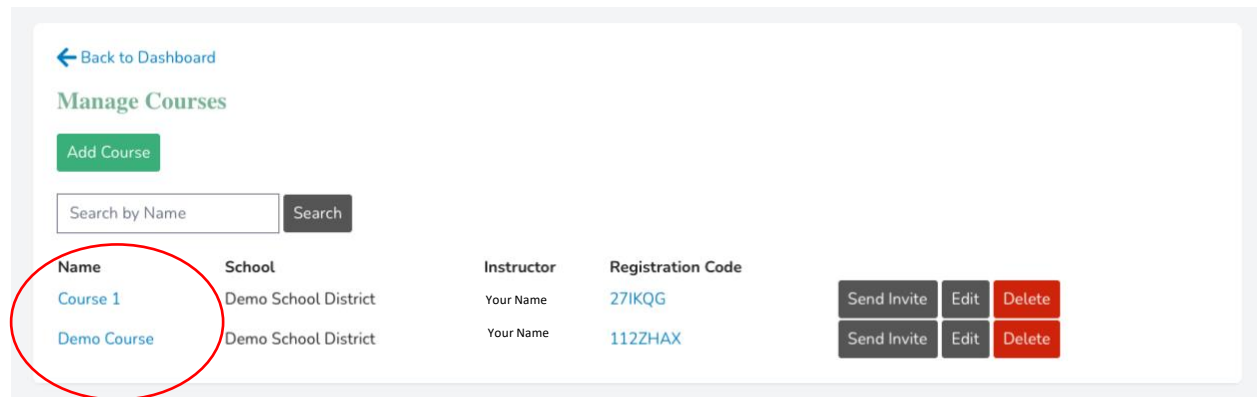 Back to Dashboard
Manage Courses
Add Course
Search by Name Search
Name School Instructor Registration Code
Course 1 Demo School District Your Name 27IKQG Send Invite Edit Delete
Demo Course Demo School District Your Name 112ZHAX Send Invite Edit Delete